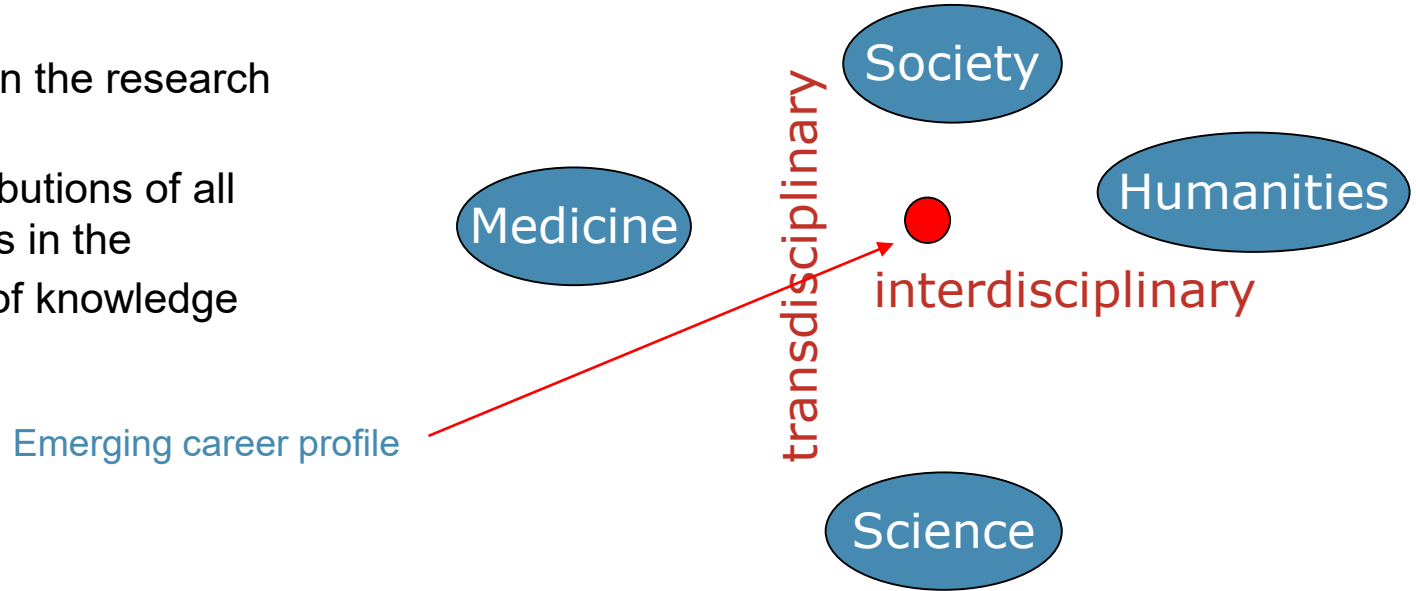 n the research
butions of all
s in the
of knowledge
Emerging career profile
Society
Medicine
Humanities
transdisciplinary
interdisciplinary
Science